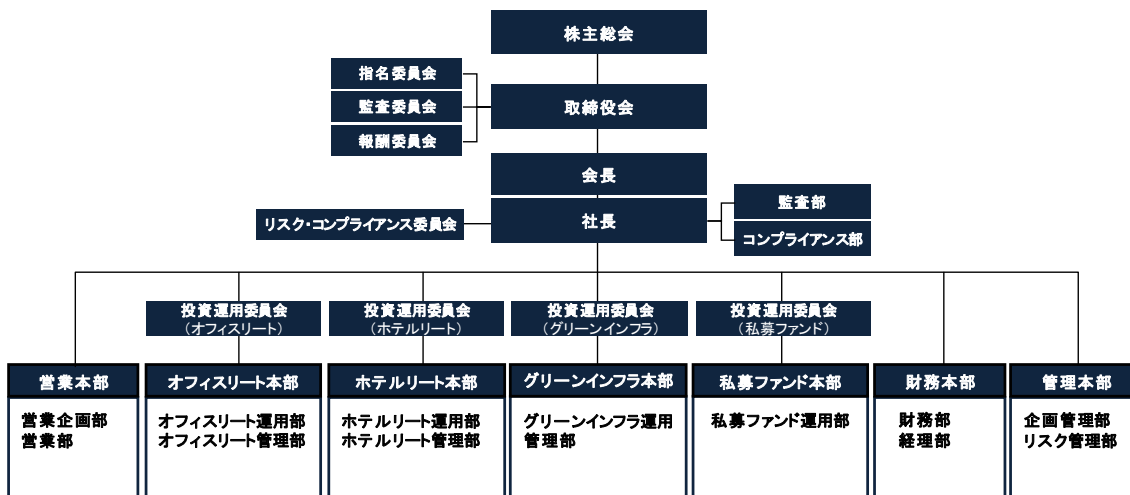 株主総会
指名委員会
監査委員会
報酬委員会
取締役会
会長
社長
リスク・コンプライアンス委員会
監査部
コンプライアンス部
投資運用委員会
(オフィスリート)
投資運用委員会
(ホテルリート)
投資運用委員会
(グリーンインフラ)
投資運用委員会
(私募ファンド)
営業本部
営業企画部
営業部
オフィスリート本部
オフィスリート運用部
オフィスリート管理部
ホテルリート本部
ホテルリート運用部
ホテルリート管理部
グリーンインフラ本部
グリーンインフラ運用
管理部
私募ファンド本部
私募ファンド運用部
財務本部
財務部
経理部
管理本部
企画管理部
リスク管理部